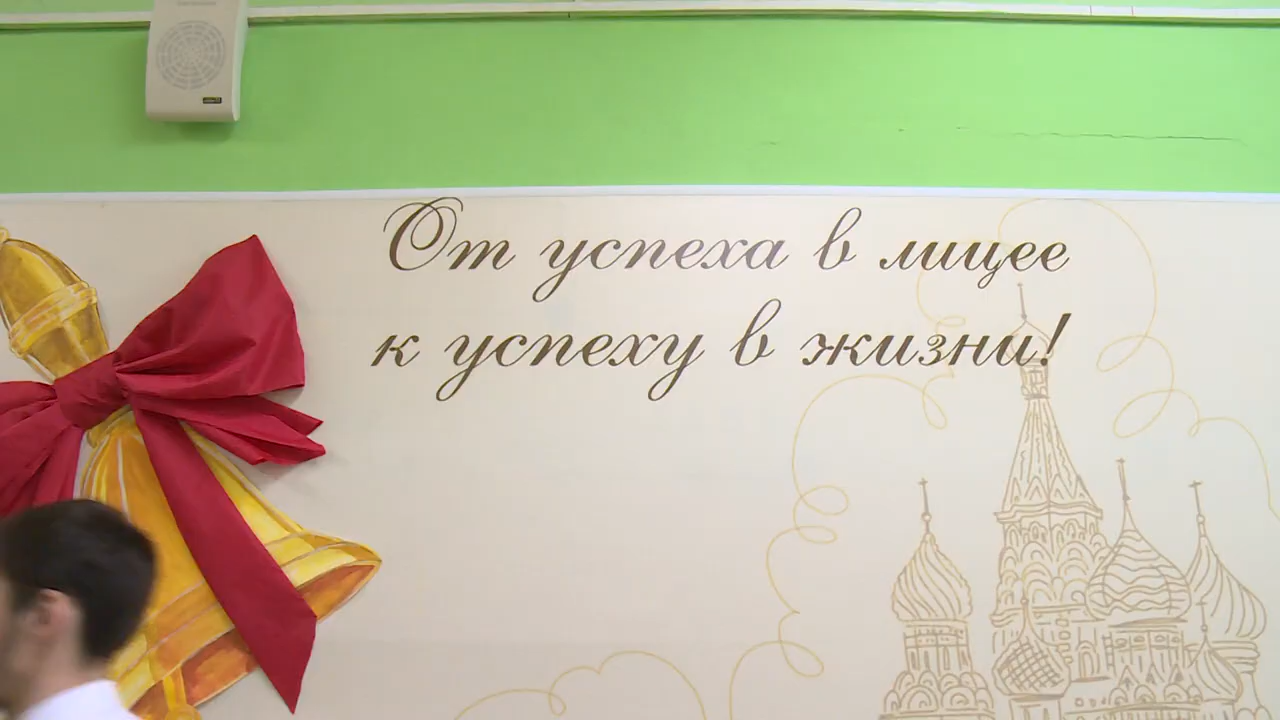 От успеха в лицее
к успеху в жизни!